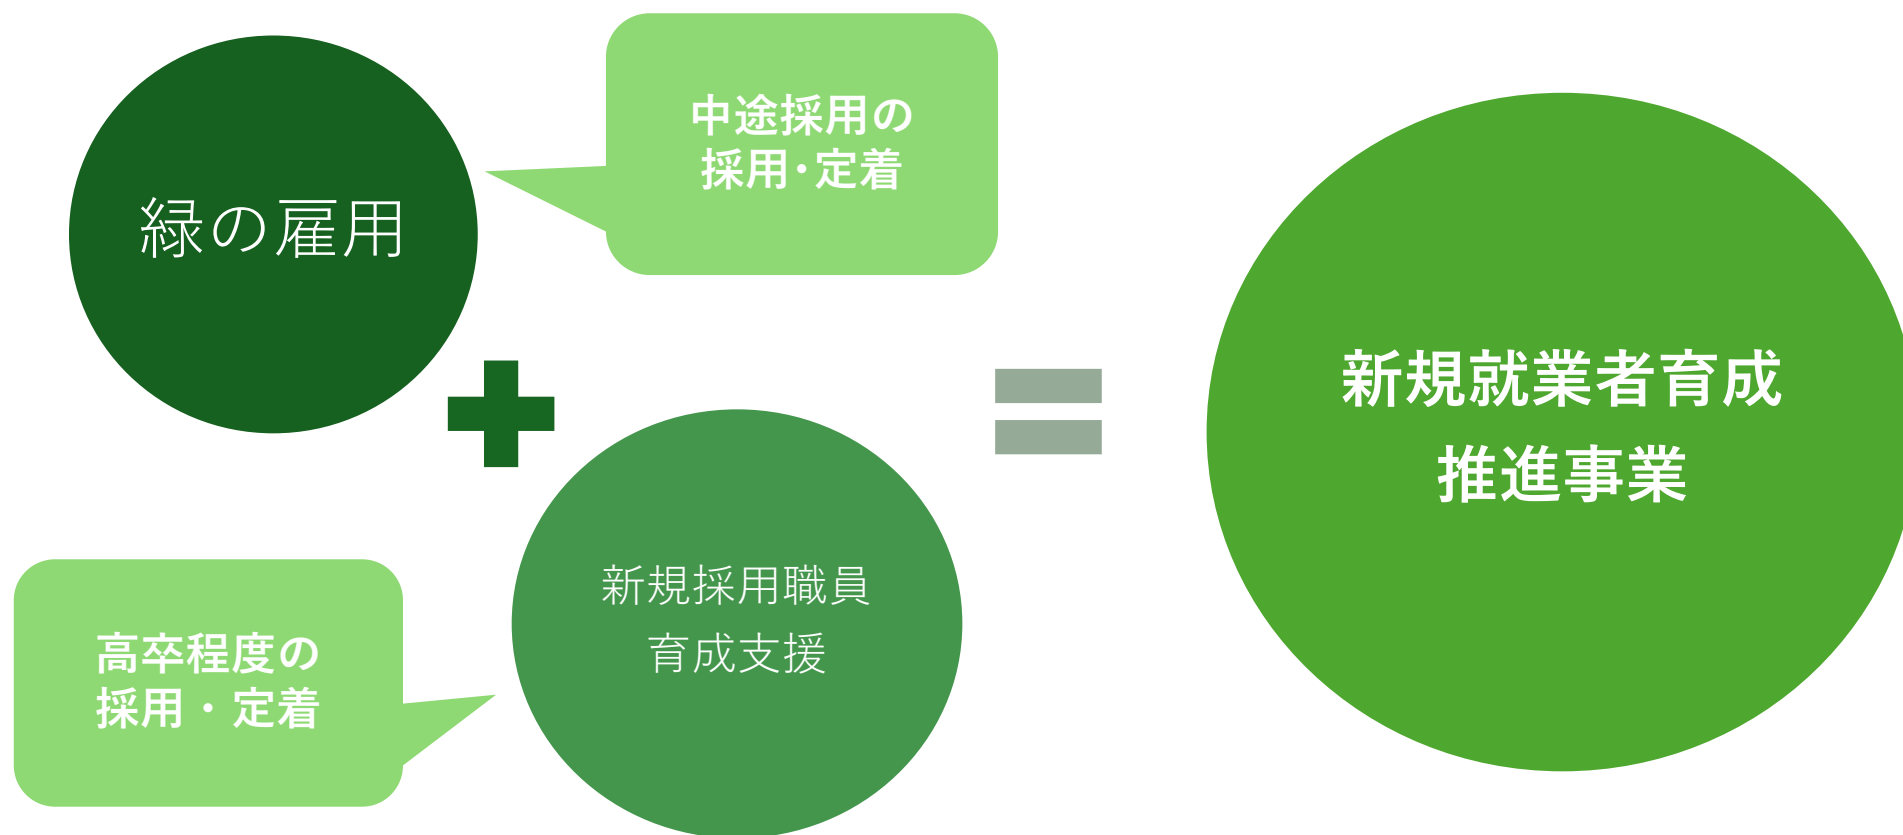 緑の雇用
中途採用の
採用･定着
新規採用職員
育成支援
高卒程度の
採用・定着
新規就業者育成
推進事業